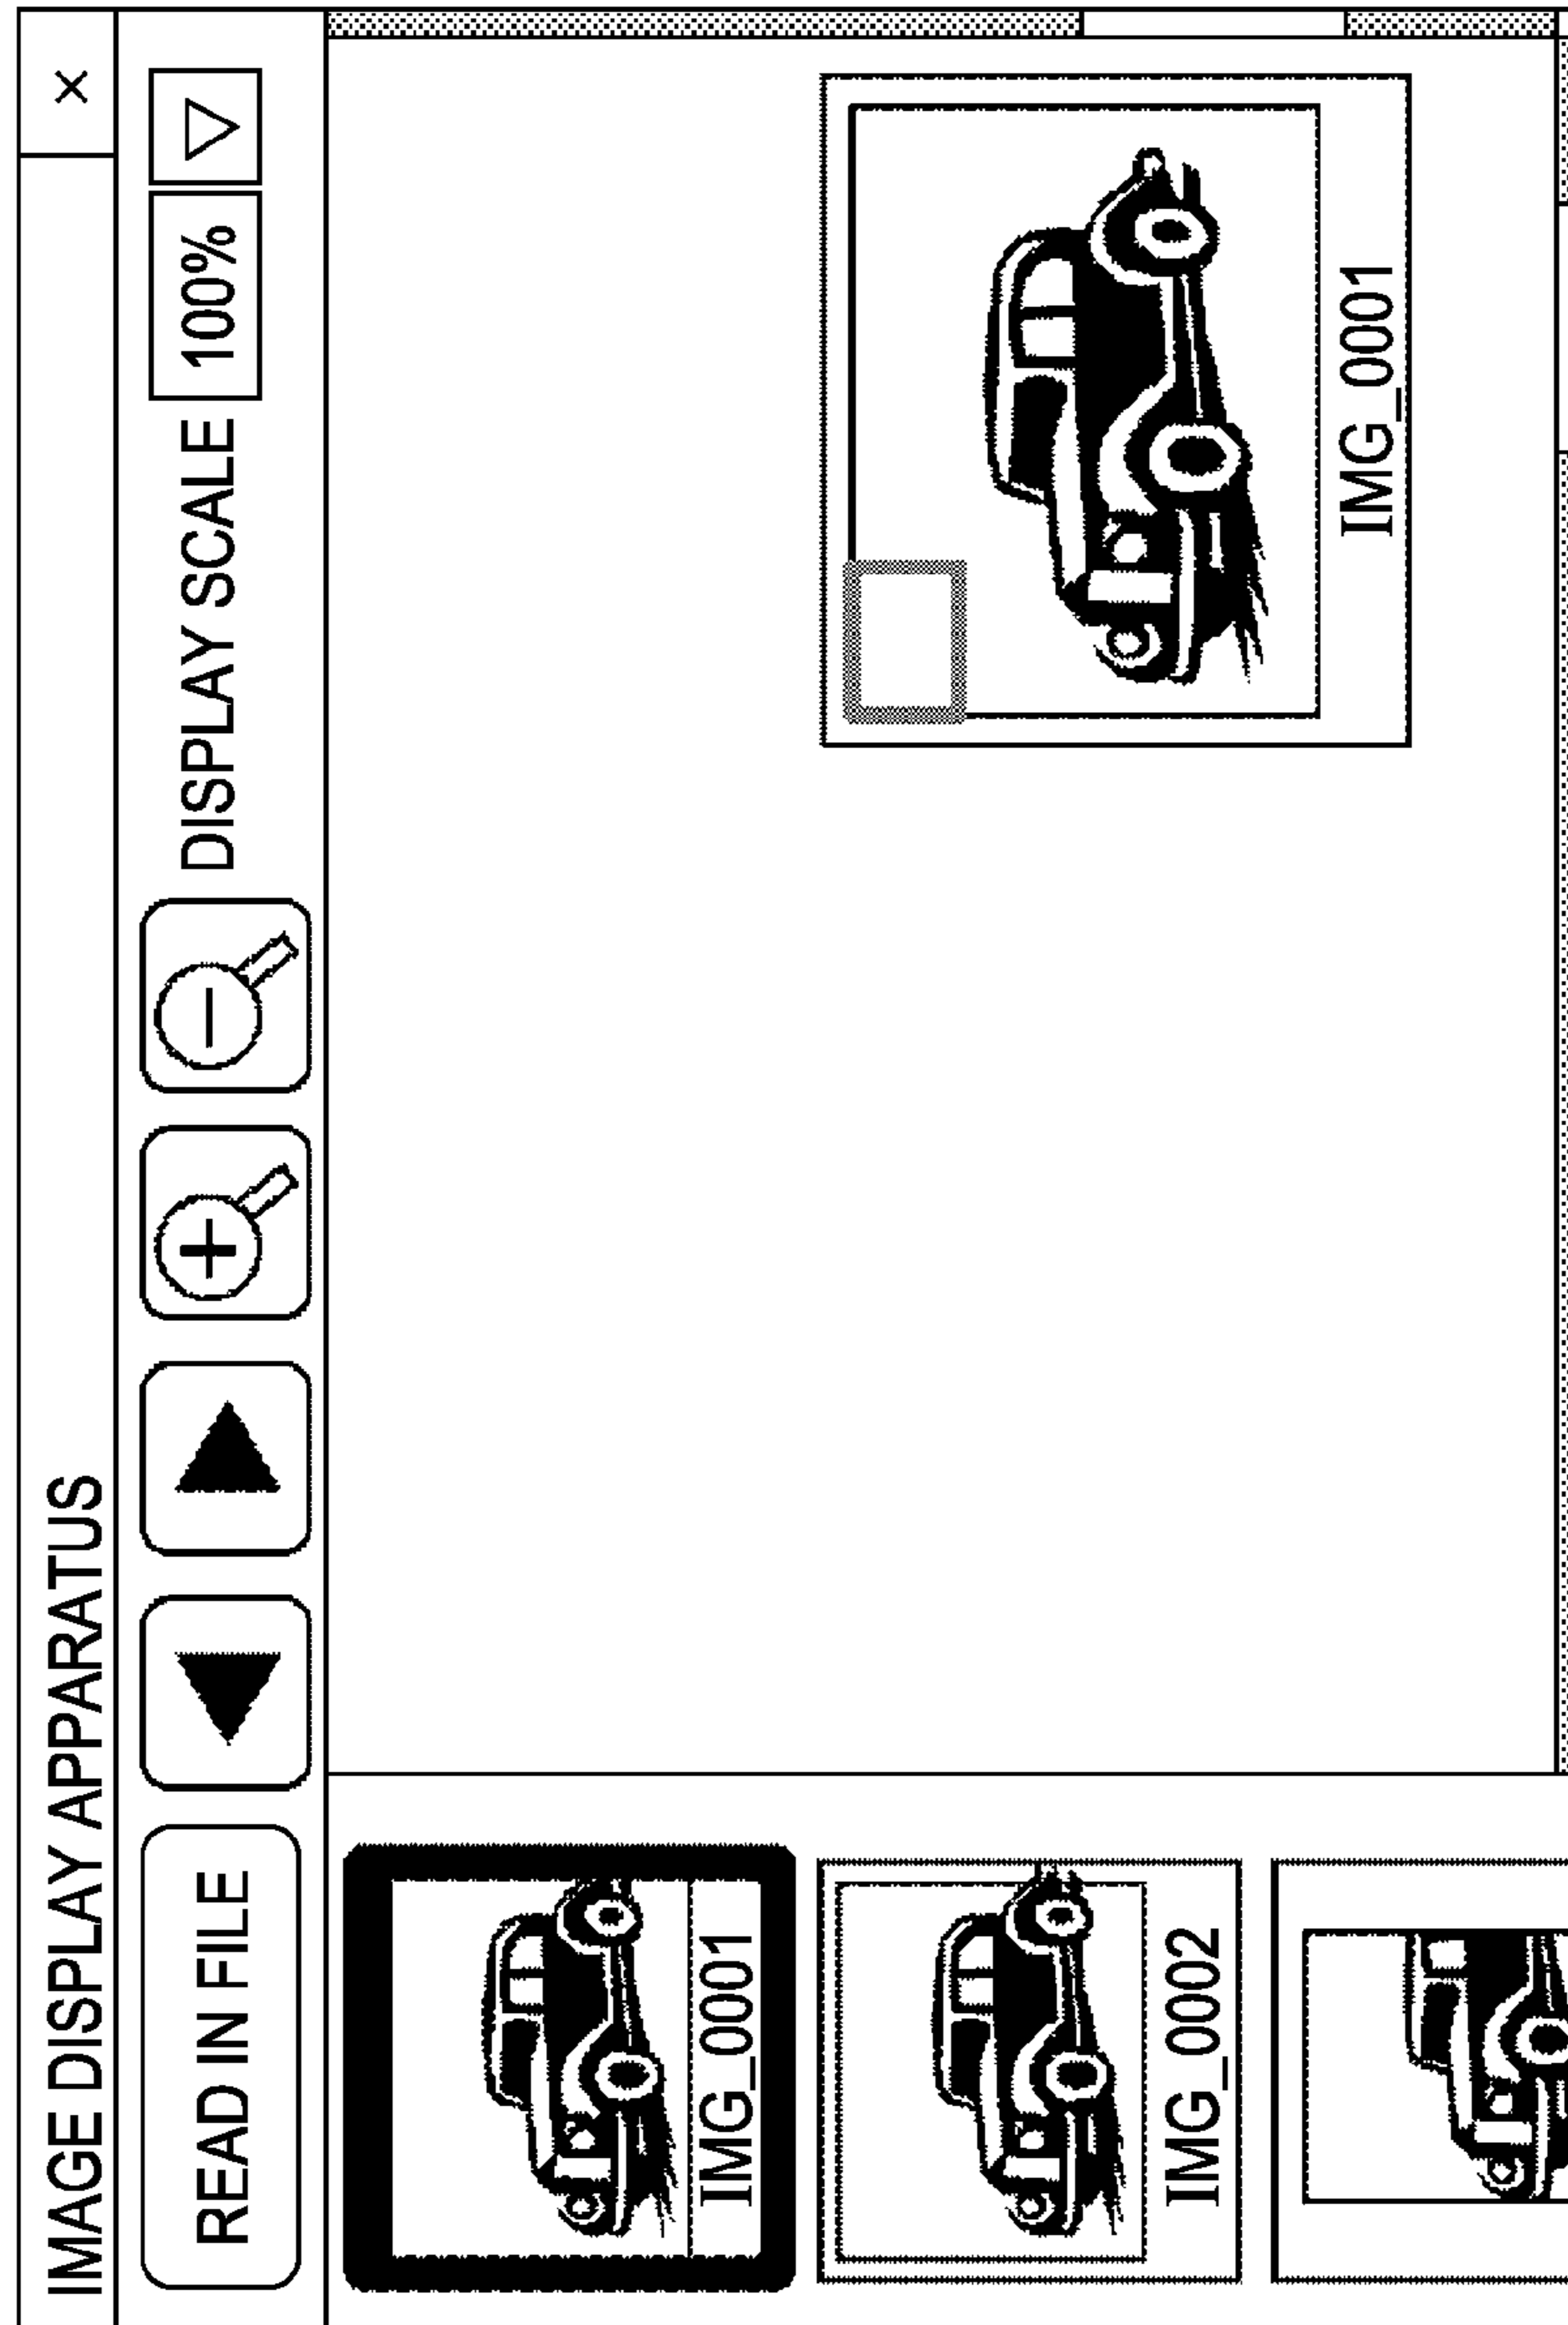 IMAGE DISPLAY APPARATUS
×
READ IN FILE
DISPLAY SCALE 100%
IMG_0001
IMG_0002
IMG_0001